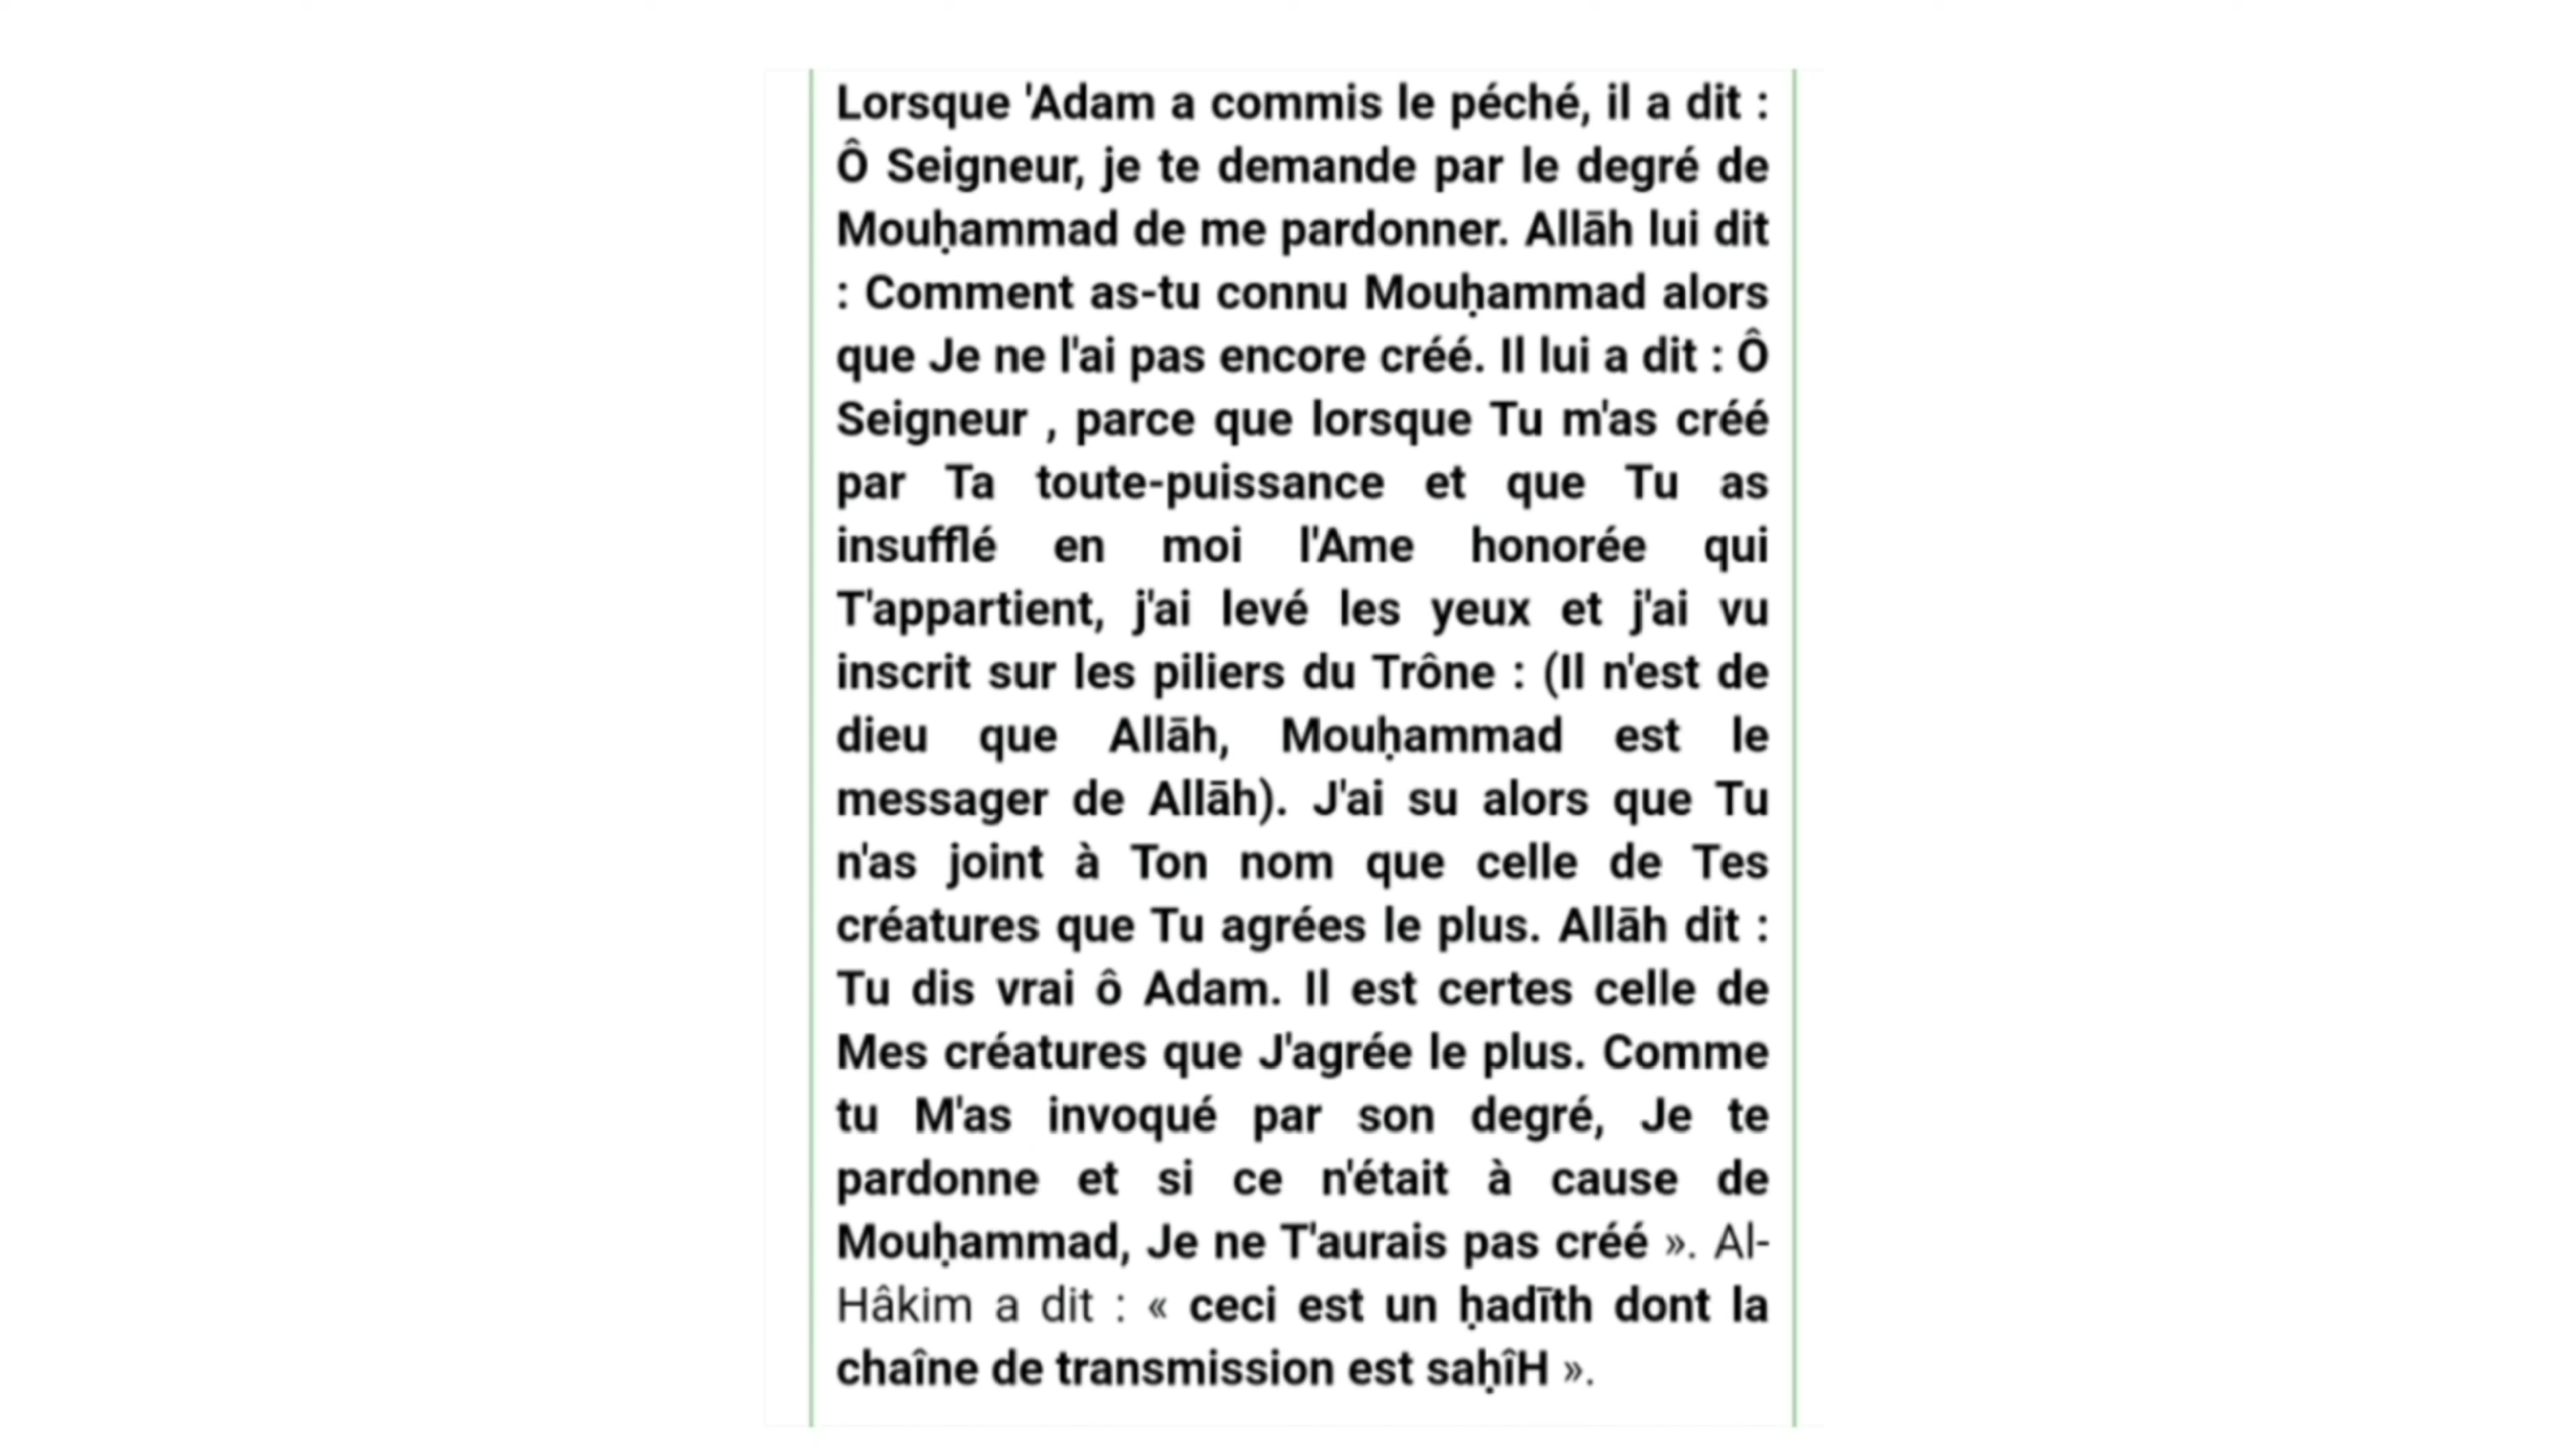 Lorsque 'Adam a commis le péché, il a dit :
Ô Seigneur, je te demande par le degré de
Mouḥammad de me pardonner. Allāh lui dit
: Comment as-tu connu Mouḥammad alors
que Je ne l'ai pas encore créé. Il lui a dit : Ô
Seigneur , parce que lorsque Tu m'as créé
par Ta toute-puissance et que Tu as
insufflé en moi l'Ame honorée qui
T'appartient, j'ai levé les yeux et j'ai vu
inscrit sur les piliers du Trône : (Il n'est de
dieu que Allāh, Mouḥammad est le
messager de Allāh). J'ai su alors que Tu
n'as joint à Ton nom que celle de Tes
créatures que Tu agrées le plus. Allāh dit :
Tu dis vrai ô Adam. Il est certes celle de
Mes créatures que J'agrée le plus. Comme
tu M'as invoqué par son degré, Je te
pardonne et si ce n'était à cause de
Mouḥammad, Je ne T'aurais pas créé ». Al-
Hâkim a dit : « ceci est un ḥadīth dont la
chaîne de transmission est saḥîH ».